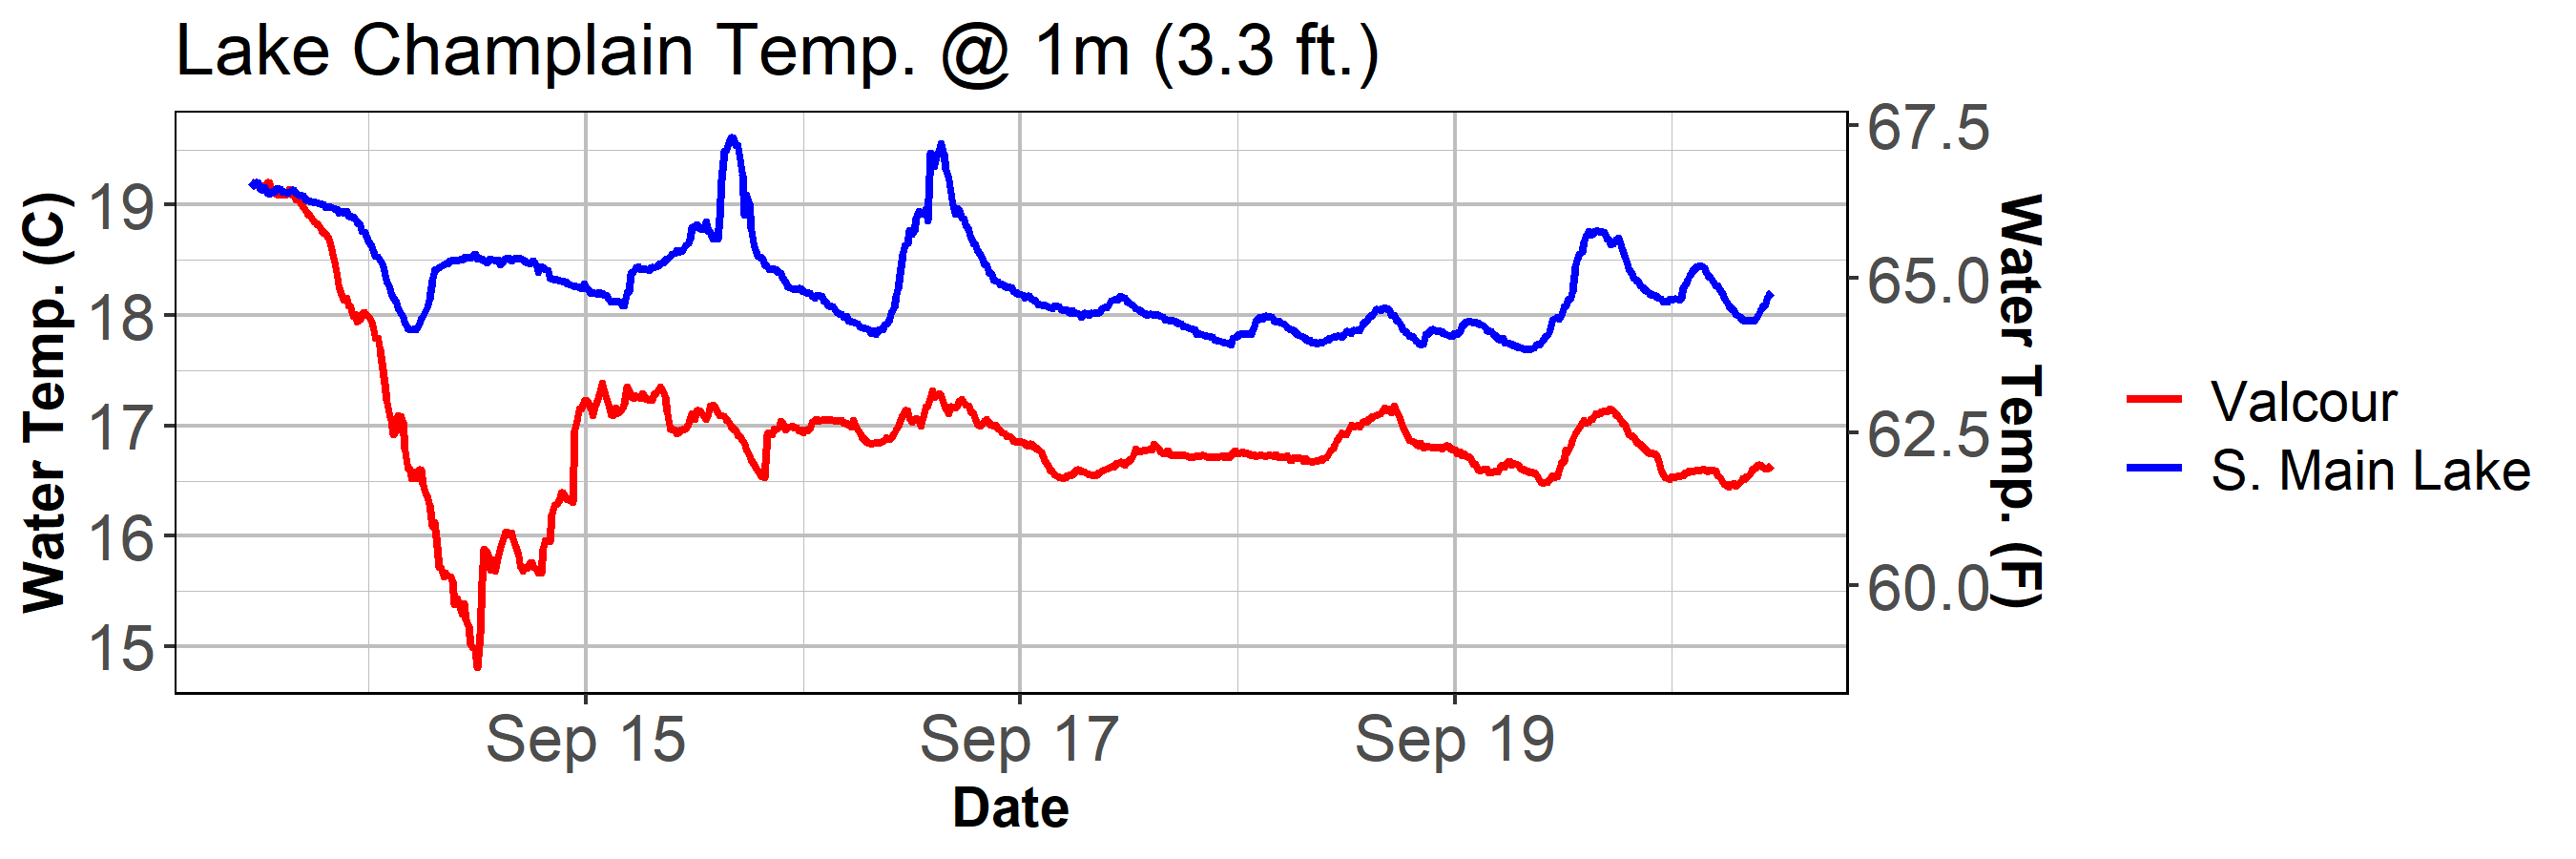 Lake Champlain Temp. @ 1m (3.3 ft.)
Water Temp. (C)
19
18
17
16
15
67.5
65.0
62.5
60.0
Water Temp. (F)
Sep 15
Sep 17
Sep 19
Date
Valcour
S. Main Lake